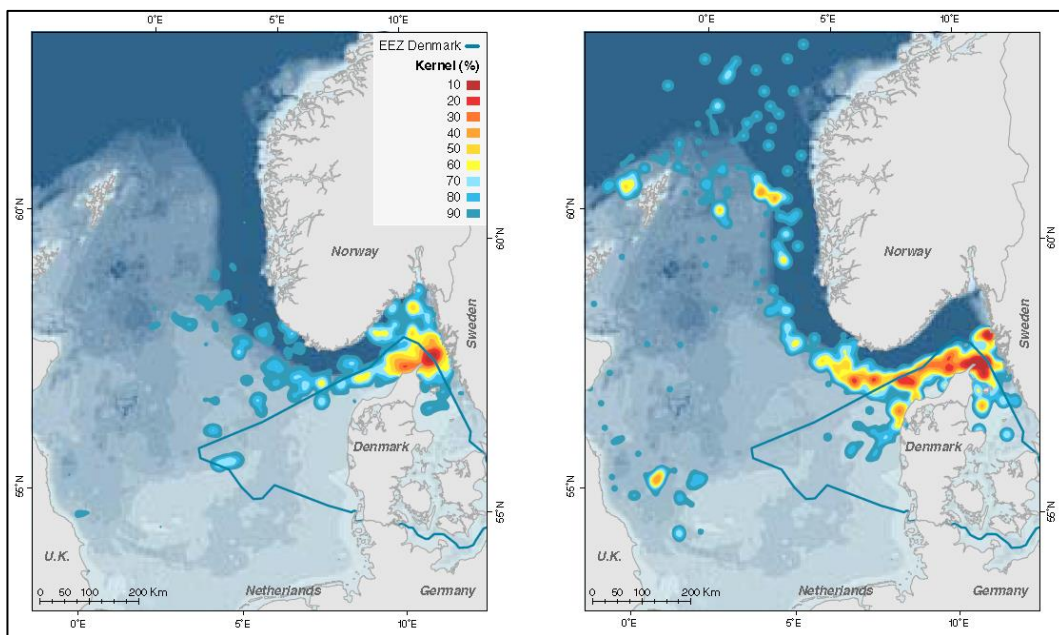 0°E 5°E 10°E
EEZ Denmark
Kernel (%)
10
20
30
40
50
60
70
80
90
60°N
60°N
Norway
Sweden
Denmark
55°N
55°N
U.K.
Netherlands
Germany
0 50 100 200 Km
0°E 5°E 10°E
0°E 5°E 10°E
60°N
60°N
Norway
Sweden
Denmark
55°N
55°N
U.K.
Netherlands
Germany
0 50 100 200 Km
0°E 5°E 10°E